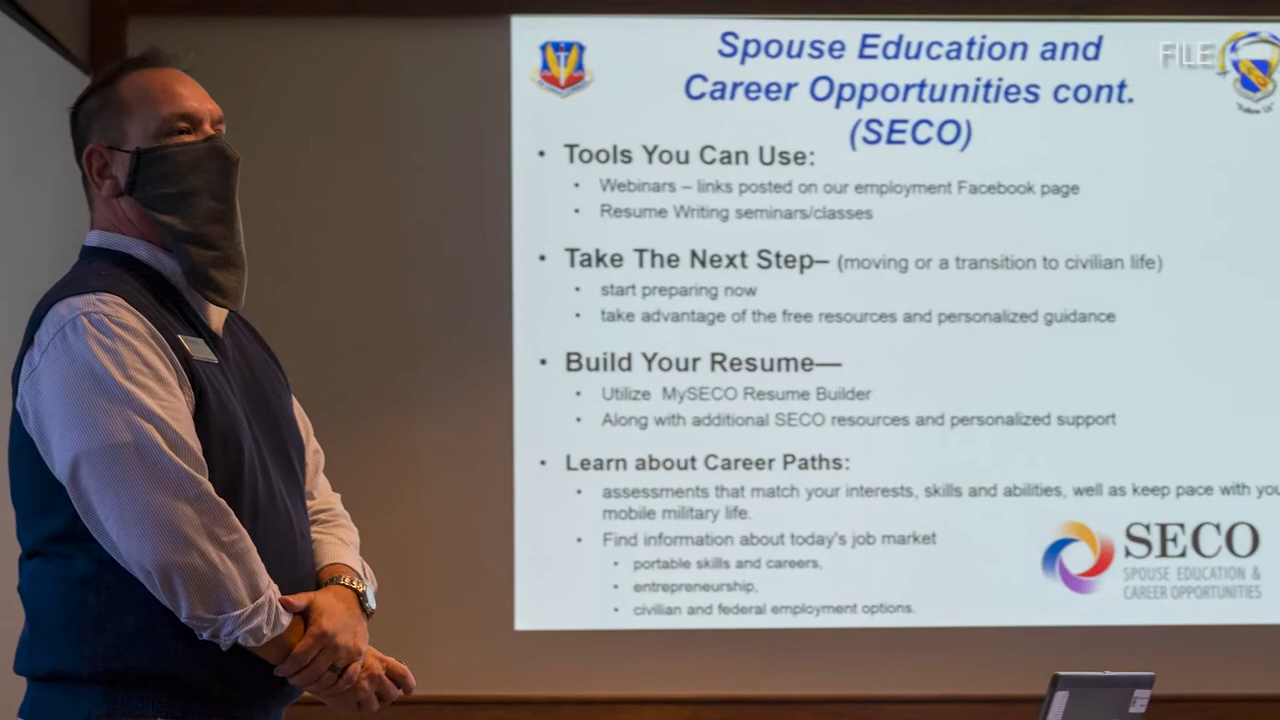 Spouse Education and
Career Opportunities cont.
(SECO)
FILE
• Tools You Can Use:
• Webinars – links posted on our employment Facebook page
• Resume Writing seminars/classes
• Take The Next Step– (moving or a transition to civilian life)
• start preparing now
• take advantage of the free resources and personalized guidance
• Build Your Resume—
• Utilize MySECO Resume Builder
• Along with additional SECO resources and personalized support
• Learn about Career Paths:
• assessments that match your interests, skills and abilities, well as keep pace with you
mobile military life.
• Find information about today's job market
• portable skills and careers,
• entrepreneurship,
• civilian and federal employment options.
SECO
SPOUSE EDUCATION &
CAREER OPPORTUNITIES